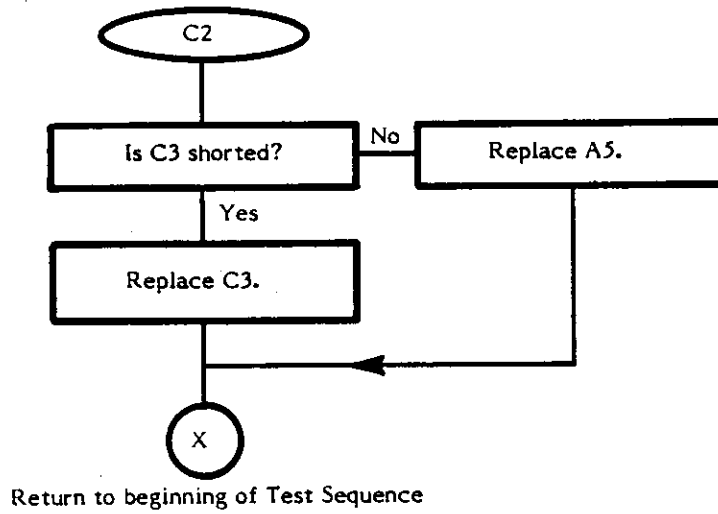 C2
Is C3 shorted?
No
Replace A5.
Yes
Replace C3.
X
Return to beginning of Test Sequence